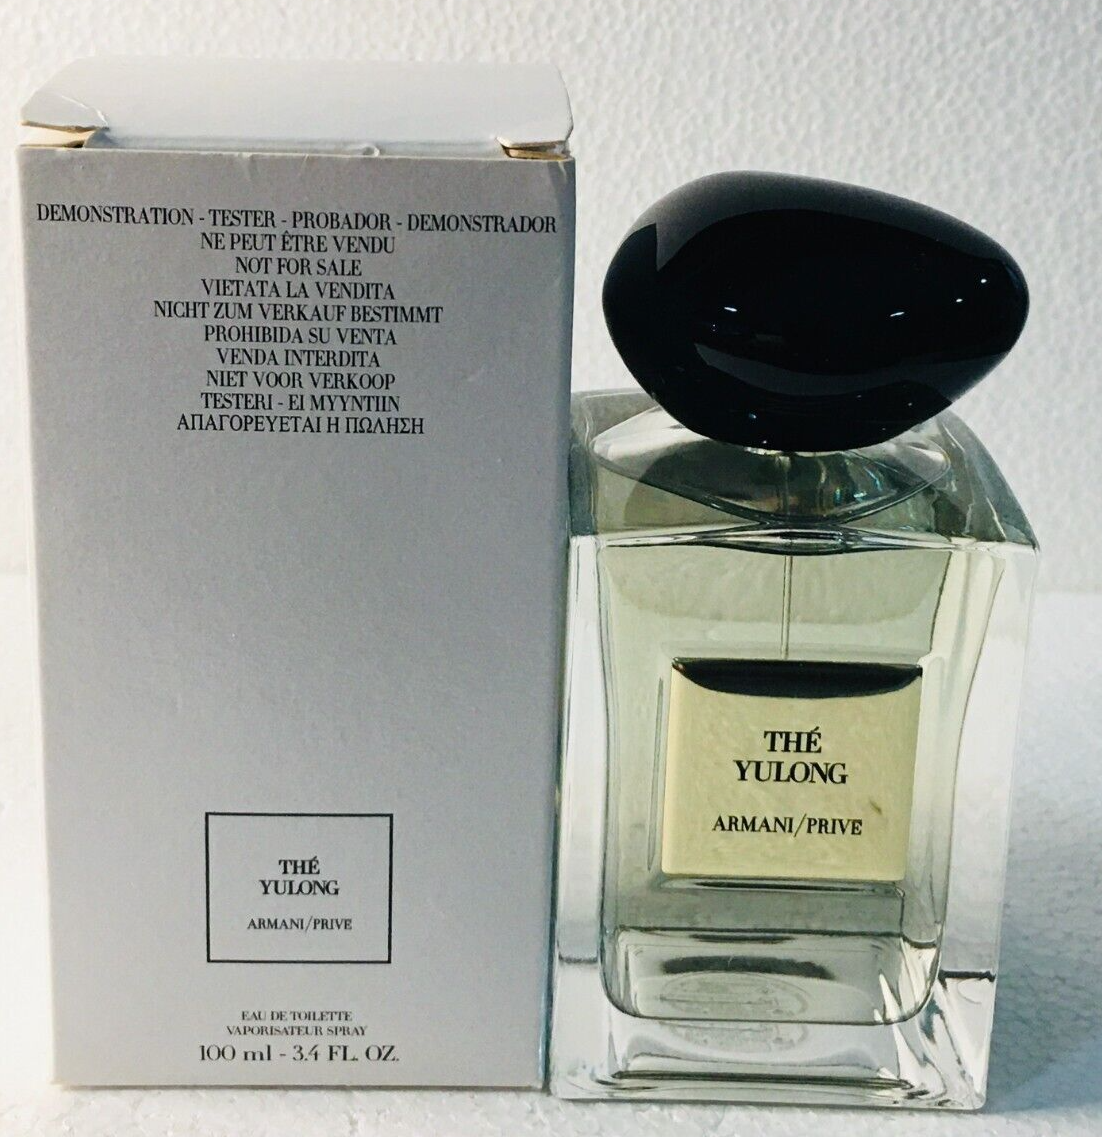 DEMONSTRATION - TESTER - PROBADOR - DEMONSTRADOR
NE PEUT ÊTRE VENDU
NOT FOR SALE
VIETATA LA VENDITA
NICHT ZUM VERKAUF BESTIMMT
PROHIBIDA SU VENTA
VENDA INTERDITA
NIET VOOR VERKOOP
TESTERI - EI MYYNTIIN
ΑΠΑΓΟΡΕΥΕΤΑΙ Η ΠΩΛΗΣΗ
THÉ
YULONG
ARMANI/PRIVE
EAU DE TOILETTE
VAPORISATEUR SPRAY
100 ml - 3.4 FL. OZ.
THÉ
YULONG
ARMANI/PRIVE